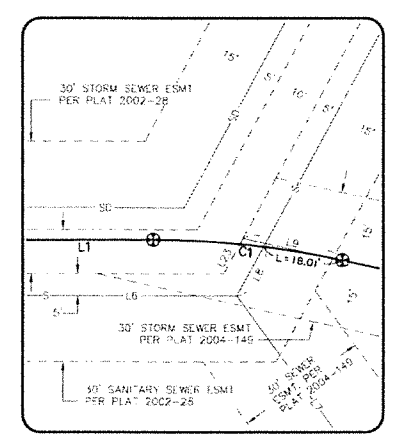 15'
5'
30' STORM SEWER ESMT
PER PLAT 2002-28
10'
SD
5'
15'
S
SD
L1
C1
L9
L23
L8
L=18.01'
15'
S
L6
5'
15'
30' STORM SEWER ESMT
PER PLAT 2004-149
30' SANITARY SEWER ESMT
PER PLAT 2002-28
30' SEWER
ESMT. PER
PLAT 2004-149